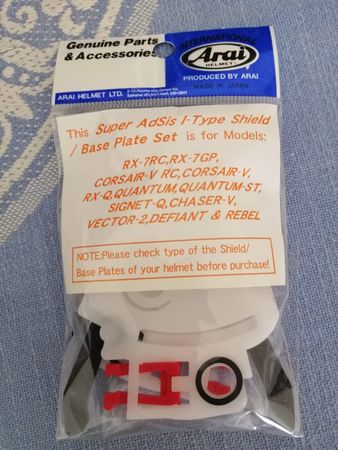 Genuine Parts
& Accessories
INTERNATIONAL
Arai
HELMET
PRODUCED BY ARAI
MADE IN JAPAN
ARAI HELMET LTD.
This Super AdSis I-Type Shield
/ Base Plate Set is for Models:
RX-7RC,RX-7GP,
CORSAIR-V RC,CORSAIR-V,
RX-Q,QUANTUM,QUANTUM-ST,
SIGNET-Q,CHASER-V,
VECTOR-2,DEFIANT & REBEL
NOTE:Please check type of the Shield/
Base Plates of your helmet before purchase!